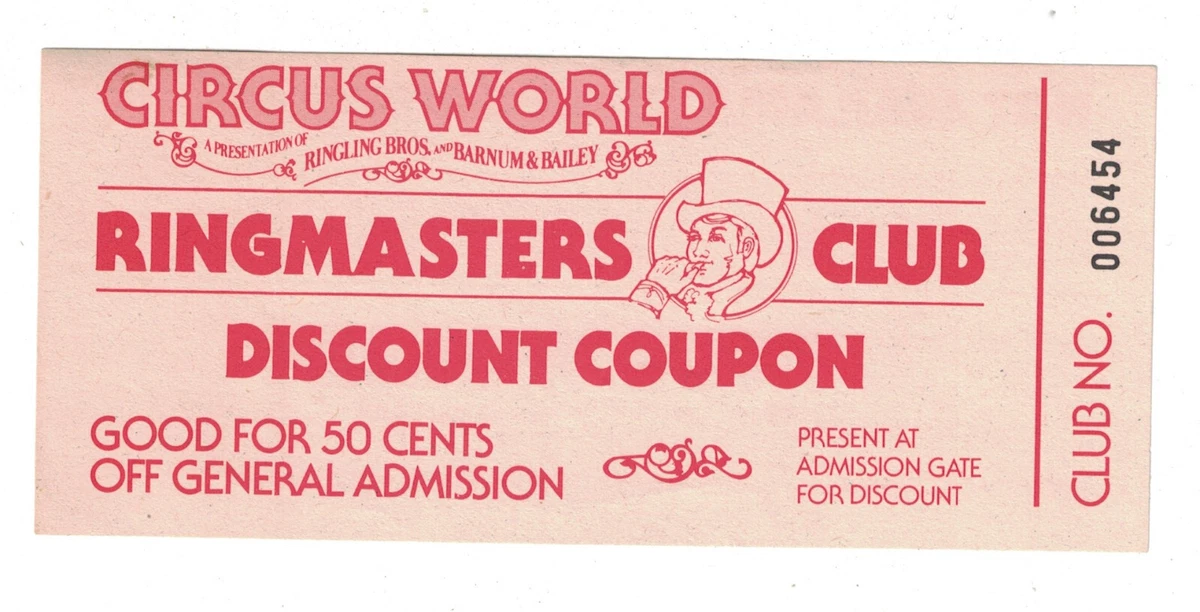 CIRCUS WORLD
A PRESENTATION OF RINGLING BROS. AND BARNUM & BAILEY
RINGMASTERS CLUB
DISCOUNT COUPON
GOOD FOR 50 CENTS
OFF GENERAL ADMISSION
PRESENT AT
ADMISSION GATE
FOR DISCOUNT
CLUB NO. 006454